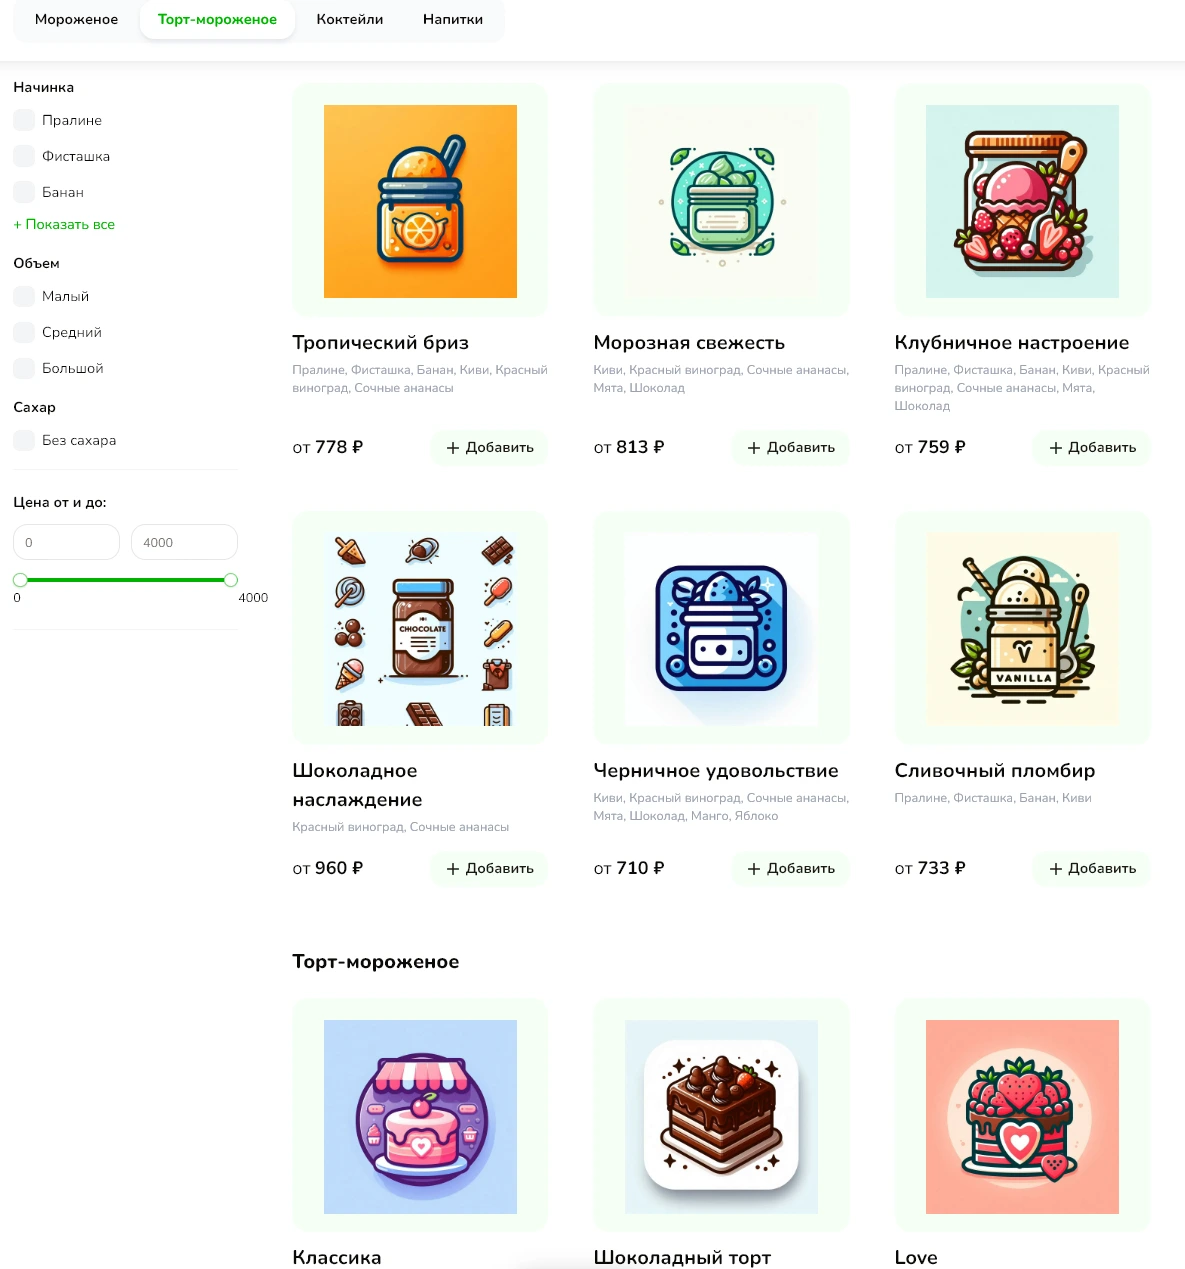 Мороженое
Торт-мороженое
Коктейли
Напитки
Начинка
Пралине
Фисташка
Банан
+ Показать все
Объем
Малый
Средний
Большой
Сахар
Без сахара
Цена от и до:
0
4000
0
4000
Тропический бриз
Пралине, Фисташка, Банан, Киви, Красный
виноград, Сочные ананасы
от 778 ₽
+ Добавить
Морозная свежесть
Киви, Красный виноград, Сочные ананасы,
Мята, Шоколад
от 813 ₽
+ Добавить
Клубничное настроение
Пралине, Фисташка, Банан, Киви, Красный
виноград, Сочные ананасы, Мята,
Шоколад
от 759 ₽
+ Добавить
CHOCOLATE
Шоколадное
наслаждение
Красный виноград, Сочные ананасы
от 960 ₽
+ Добавить
Черничное удовольствие
Киви, Красный виноград, Сочные ананасы,
Мята, Шоколад, Манго, Яблоко
от 710 ₽
+ Добавить
VANILLA
Сливочный пломбир
Пралине, Фисташка, Банан, Киви
от 733 ₽
+ Добавить
Торт-мороженое
Классика
Шоколадный торт
Love